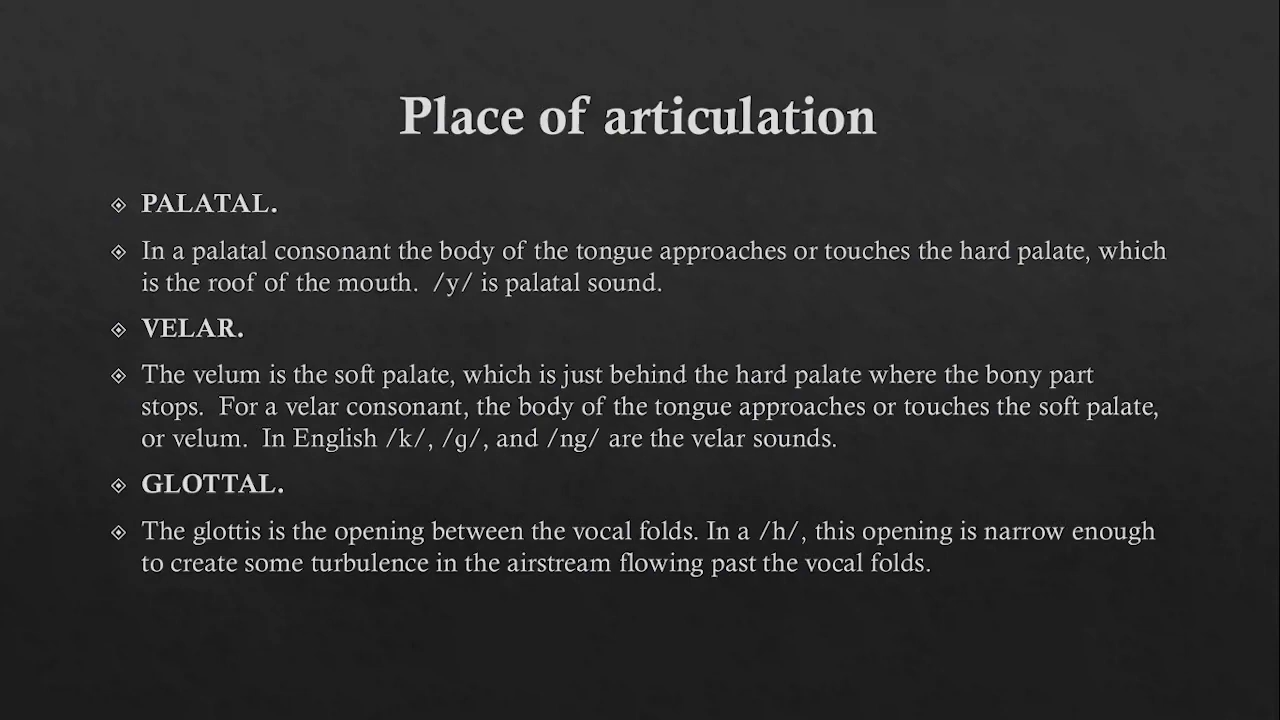 Place of articulation
PALATAL.
In a palatal consonant the body of the tongue approaches or touches the hard palate, which
is the roof of the mouth. /y/ is palatal sound.
VELAR.
The velum is the soft palate, which is just behind the hard palate where the bony part
stops. For a velar consonant, the body of the tongue approaches or touches the soft palate,
or velum. In English /k/, /g/, and /ng/ are the velar sounds.
GLOTTAL.
The glottis is the opening between the vocal folds. In a /h/, this opening is narrow enough
to create some turbulence in the airstream flowing past the vocal folds.